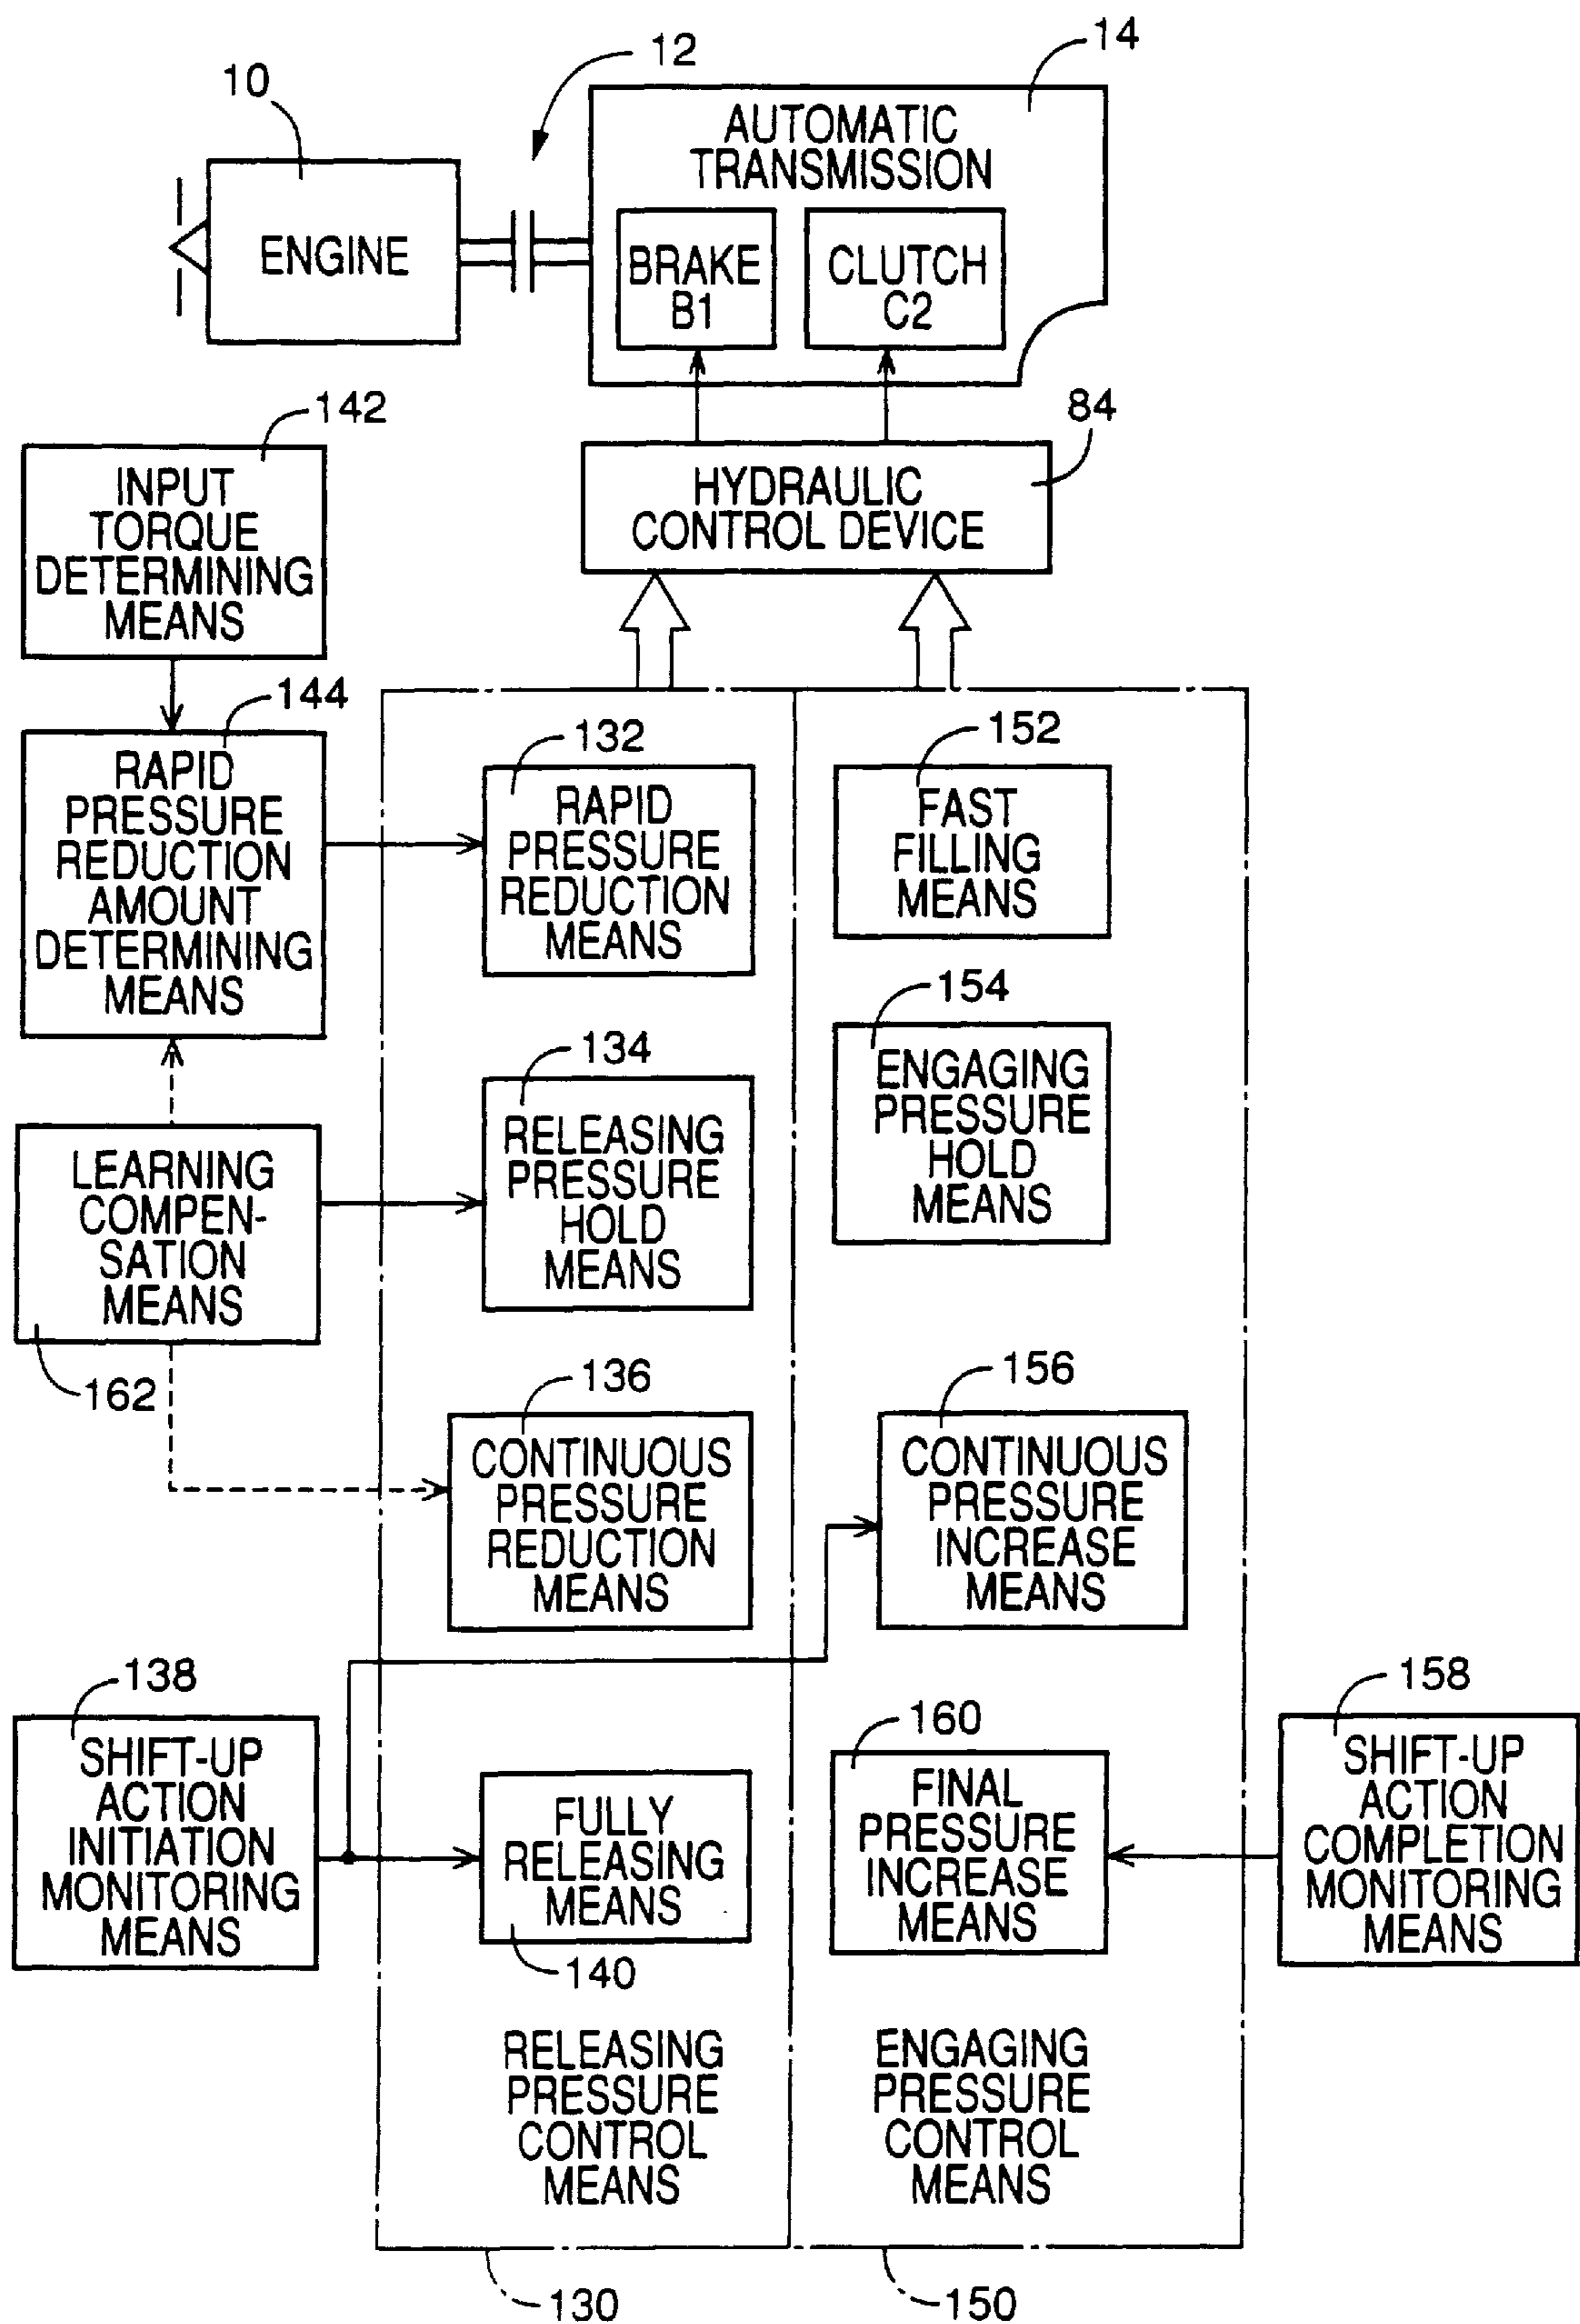 10
12
14
AUTOMATIC
TRANSMISSION
ENGINE
BRAKE
B1
CLUTCH
C2
142
84
INPUT
TORQUE
DETERMINING
MEANS
HYDRAULIC
CONTROL DEVICE
144
RAPID
PRESSURE
REDUCTION
AMOUNT
DETERMINING
MEANS
132
RAPID
PRESSURE
REDUCTION
MEANS
152
FAST
FILLING
MEANS
134
RELEASING
PRESSURE
HOLD
MEANS
154
ENGAGING
PRESSURE
HOLD
MEANS
LEARNING
COMPEN-
SATION
MEANS
162
136
CONTINUOUS
PRESSURE
REDUCTION
MEANS
156
CONTINUOUS
PRESSURE
INCREASE
MEANS
138
SHIFT-UP
ACTION
INITIATION
MONITORING
MEANS
FULLY
RELEASING
MEANS
140
160
FINAL
PRESSURE
INCREASE
MEANS
158
SHIFT-UP
ACTION
COMPLETION
MONITORING
MEANS
RELEASING
PRESSURE
CONTROL
MEANS
ENGAGING
PRESSURE
CONTROL
MEANS
130
150